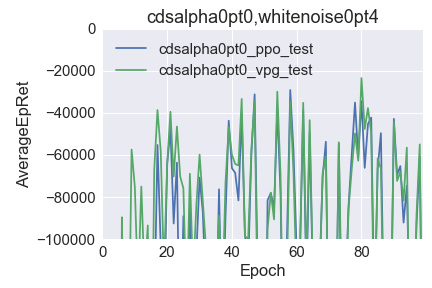 cdsalpha0pt0,whitenoise0pt4
cdsalpha0pt0_ppo_test
cdsalpha0pt0_vpg_test
AverageEpRet
0
−20000
−40000
−60000
−80000
−100000
0 20 40 60 80
Epoch